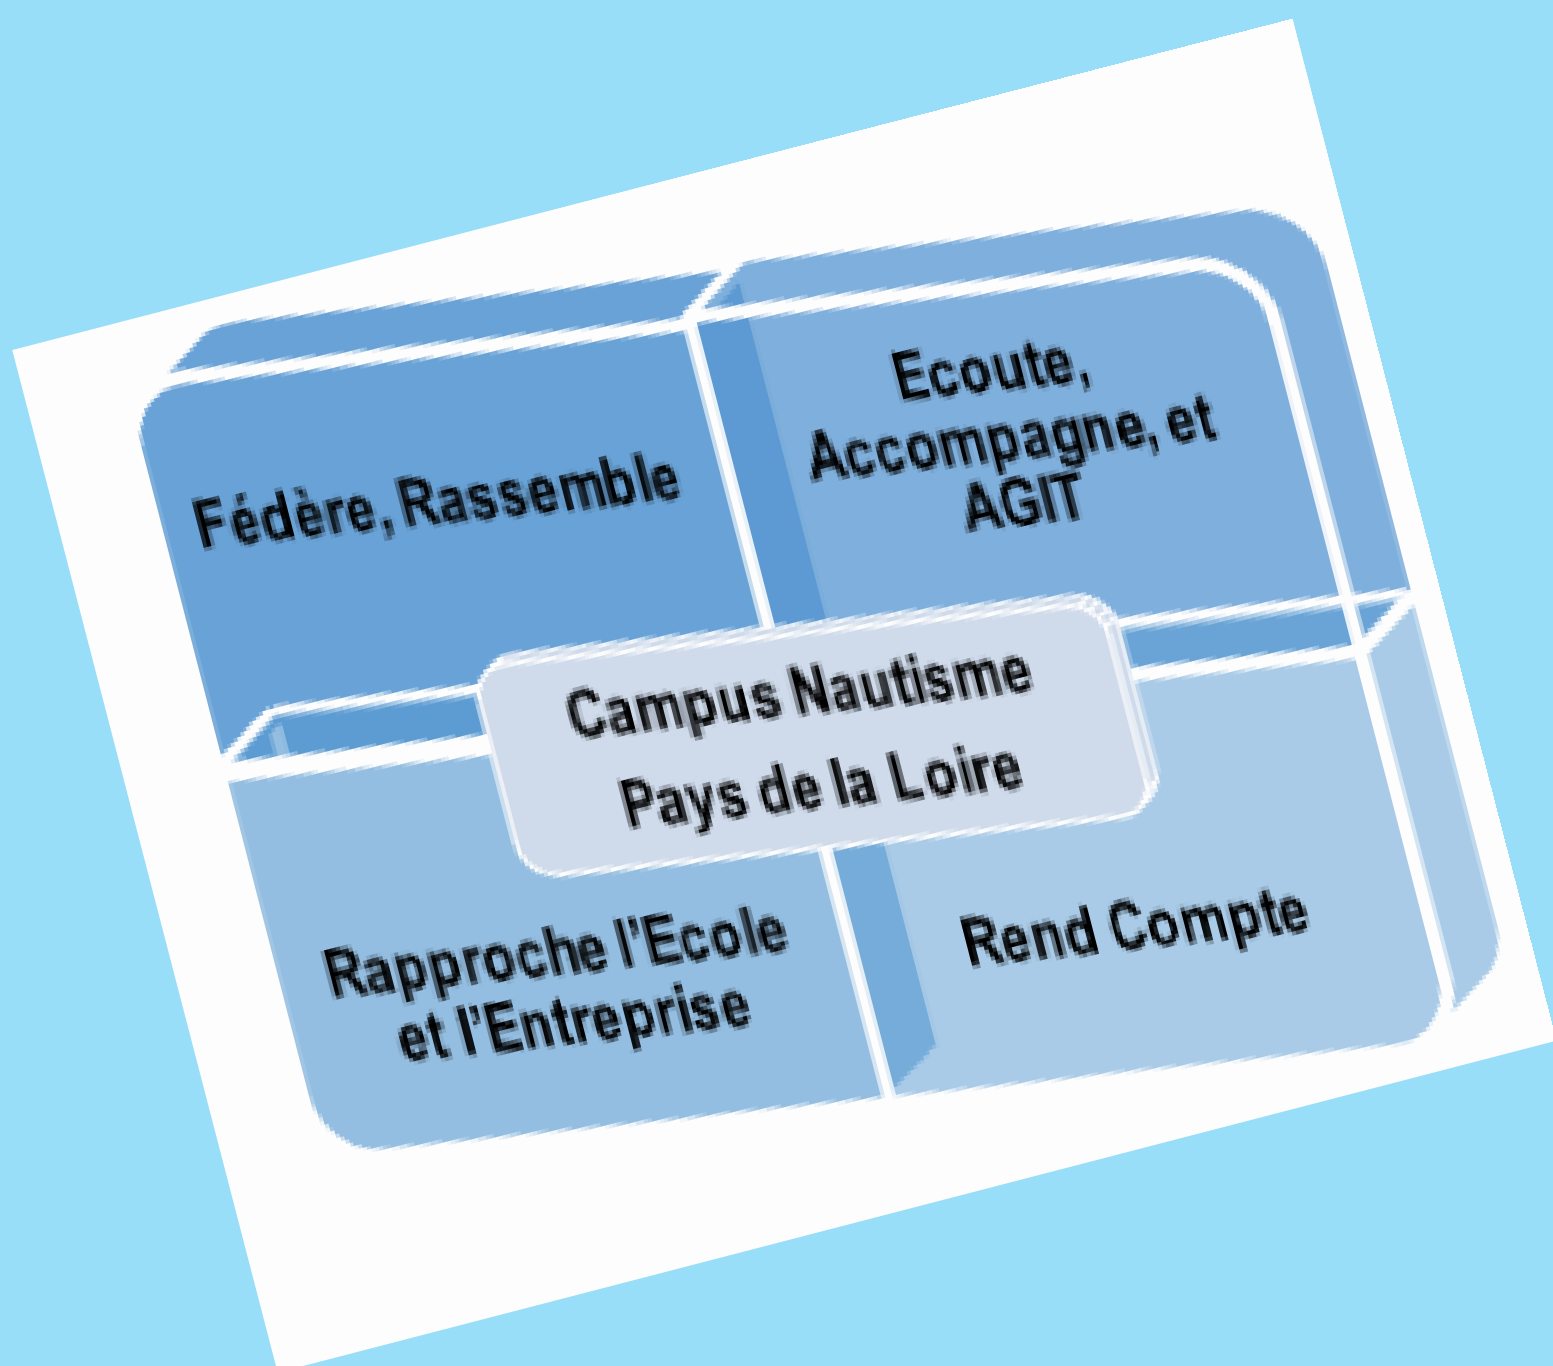 Fédère, Rassemble
Ecoute,
Accompagne, et
AGIT
Campus Nautisme
Pays de la Loire
Rapproche l'Ecole
et l'Entreprise
Rend Compte